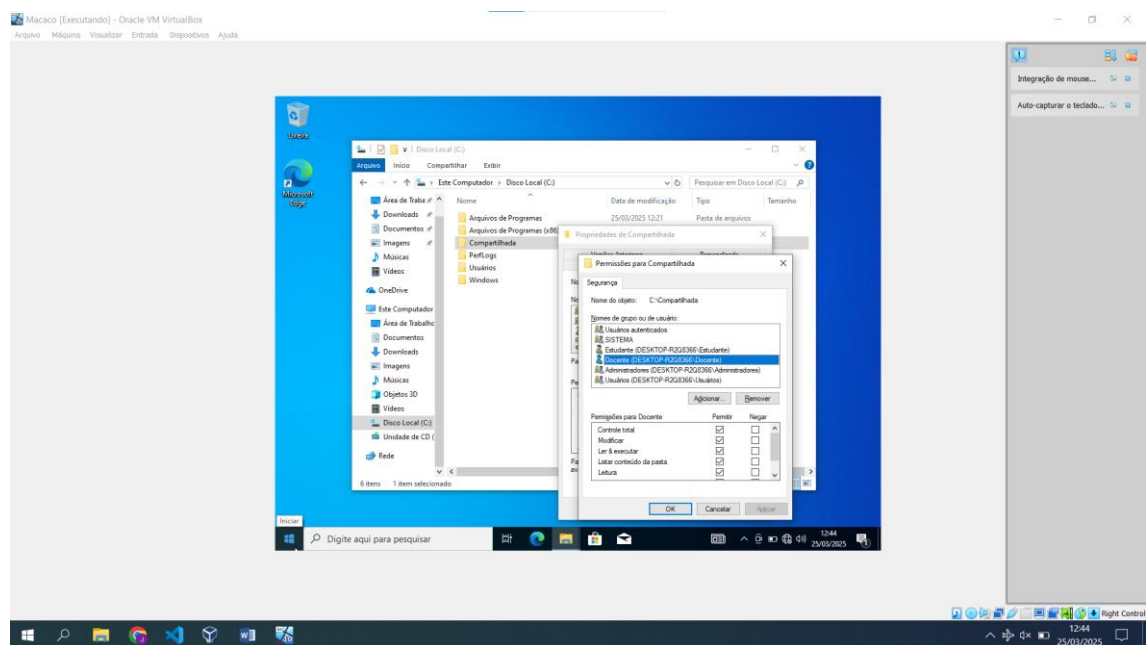 Macaco [Executando] - Oracle VM VirtualBox
Arquivo Máquina Visualizar Entrada Dispositivos Ajuda
Integração de mouse...
Auto-capturar o teclado...
Lixeira
Microsoft Edge
Disco Local (C:)
Arquivo Início Compartilhar Exibir
Este Computador > Disco Local (C:)
Pesquisar em Disco Local (C:)
Área de Traba
Downloads
Documentos
Imagens
Músicas
Vídeos
OneDrive
Este Computador
Área de Trabalho
Documentos
Downloads
Imagens
Músicas
Objetos 3D
Vídeos
Disco Local (C:)
Unidade de CD (
Rede
Nome Data de modificação Tipo Tamanho
Arquivos de Programas 25/03/2025 12:21 Pasta de arquivos
Arquivos de Programas (x86)
Compartilhada
PerfLogs
Usuários
Windows
6 itens 1 item selecionado
Propriedades de Compartilhada
Permissões para Compartilhada
Segurança
Nome do objeto: C:\Compartilhada
Nomes de grupo ou de usuário:
Usuários autenticados
SISTEMA
Estudante (DESKTOP-R2Q8366\Estudante)
Docente (DESKTOP-R2Q8366\Docente)
Administradores (DESKTOP-R2Q8366\Administradores)
Usuários (DESKTOP-R2Q8366\Usuários)
Adicionar... Remover
Permissões para Docente Permitir Negar
Controle total
Modificar
Ler & executar
Listar conteúdo da pasta
Leitura
OK Cancelar Aplicar
Iniciar
Digite aqui para pesquisar
12:44
25/03/2025
Right Control
12:44
25/03/2025